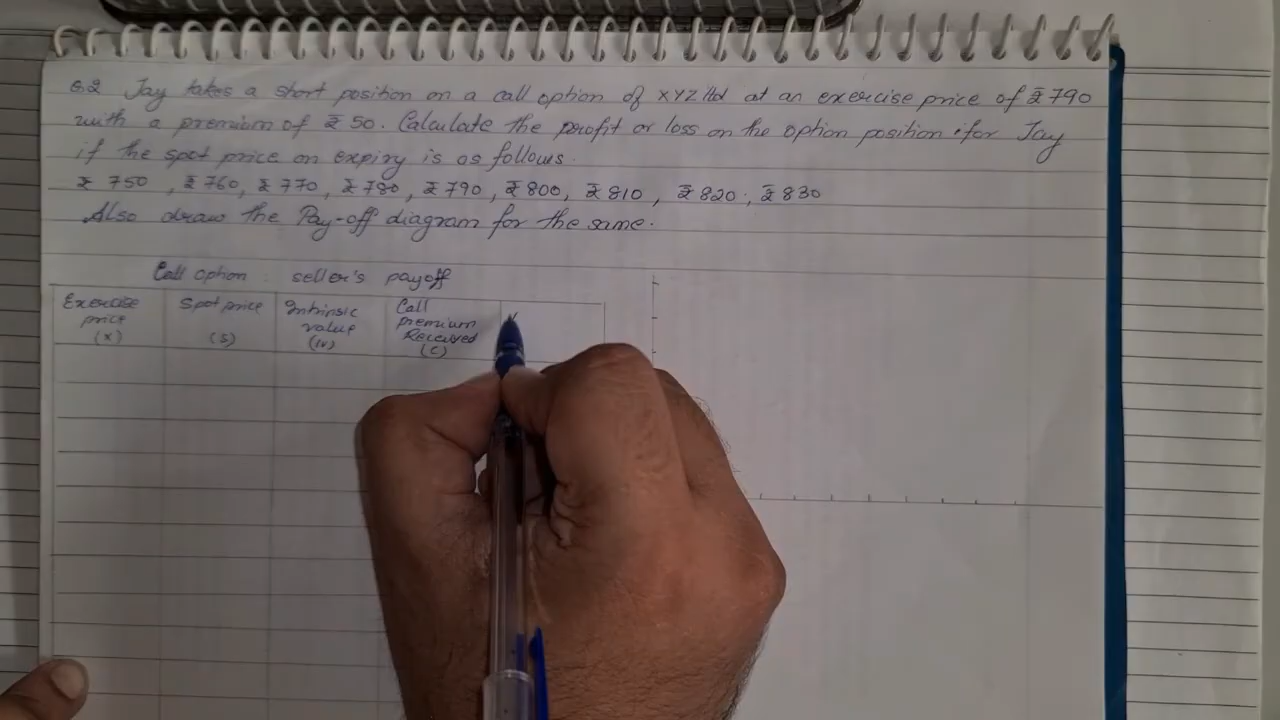 Q.2 Jay takes a short position on a call option of XYZ ltd at an exercise price of ₹790
with a premium of ₹ 50. Calculate the profit or loss on the option position for Jay
if the spot price on expiry is as follows.
₹ 750, ₹ 760, ₹ 770, ₹ 780, ₹ 790, ₹ 800, ₹ 810, ₹ 820, ₹ 830
Also draw the Pay-off diagram for the same.
Call option : seller's payoff
Exercise price (X)
Spot price (S)
Intrinsic value (IV)
Call premium Received (C)